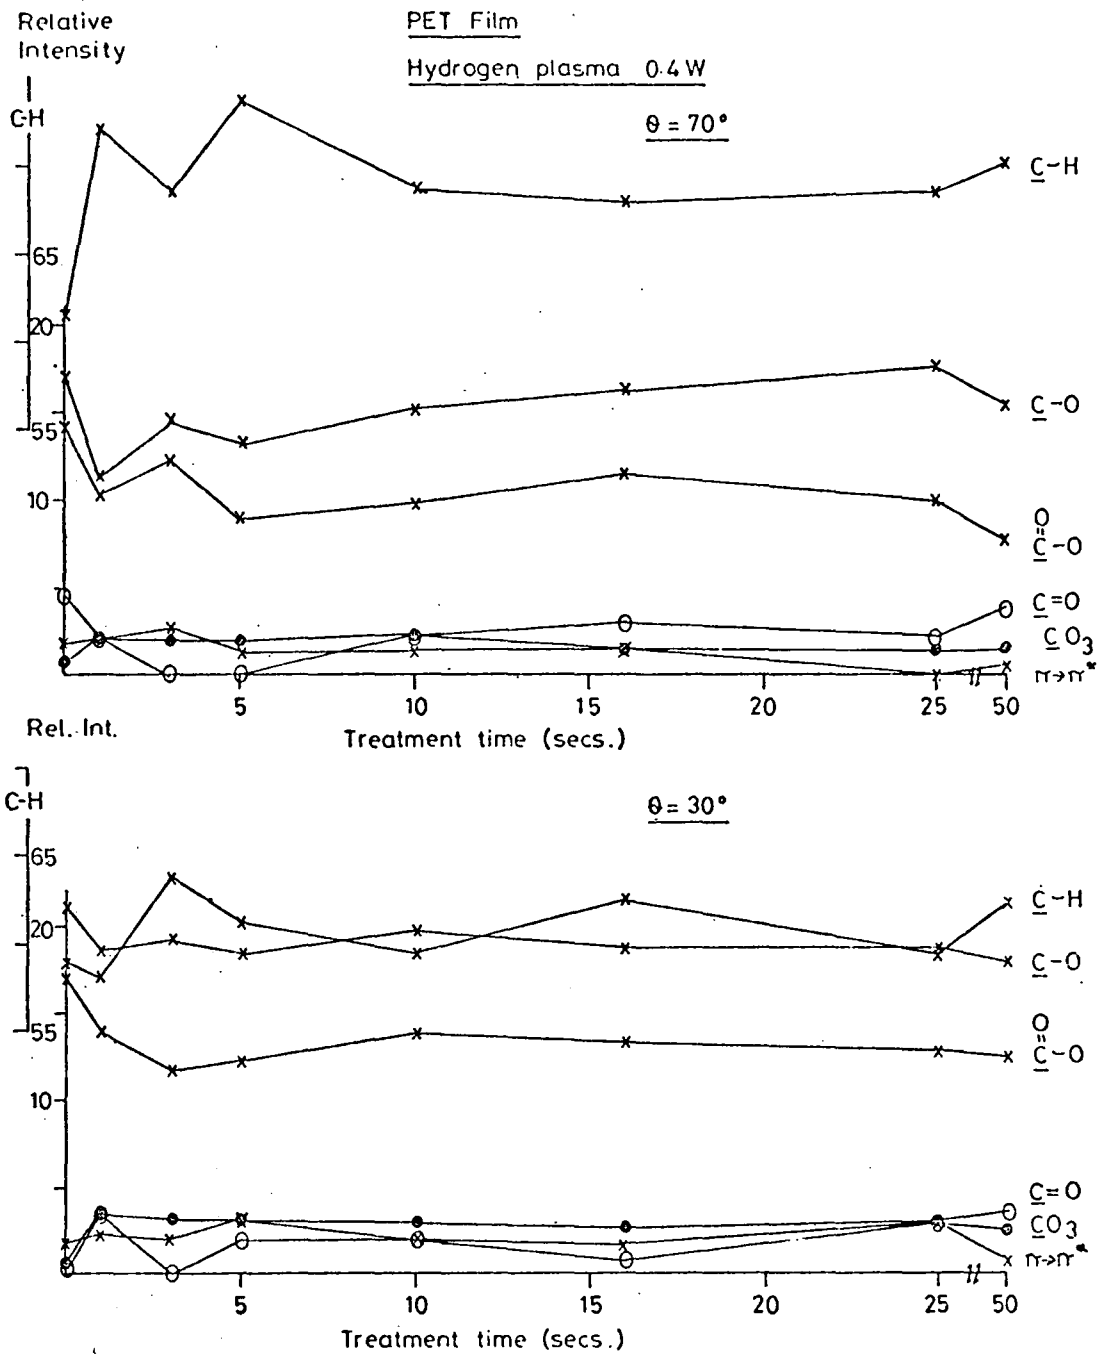 Relative
Intensity
PET Film
Hydrogen plasma 0.4W
θ = 70°
C-H
65
20
55
10
C-H
C-O
O
"
C-O
C=O
CO3
π→π*
5
10
15
20
25
50
Treatment time (secs.)
Rel. Int.
C-H
θ = 30°
65
20
55
10
C-H
C-O
O
"
C-O
C=O
CO3
π→π*
5
10
15
20
25
50
Treatment time (secs.)